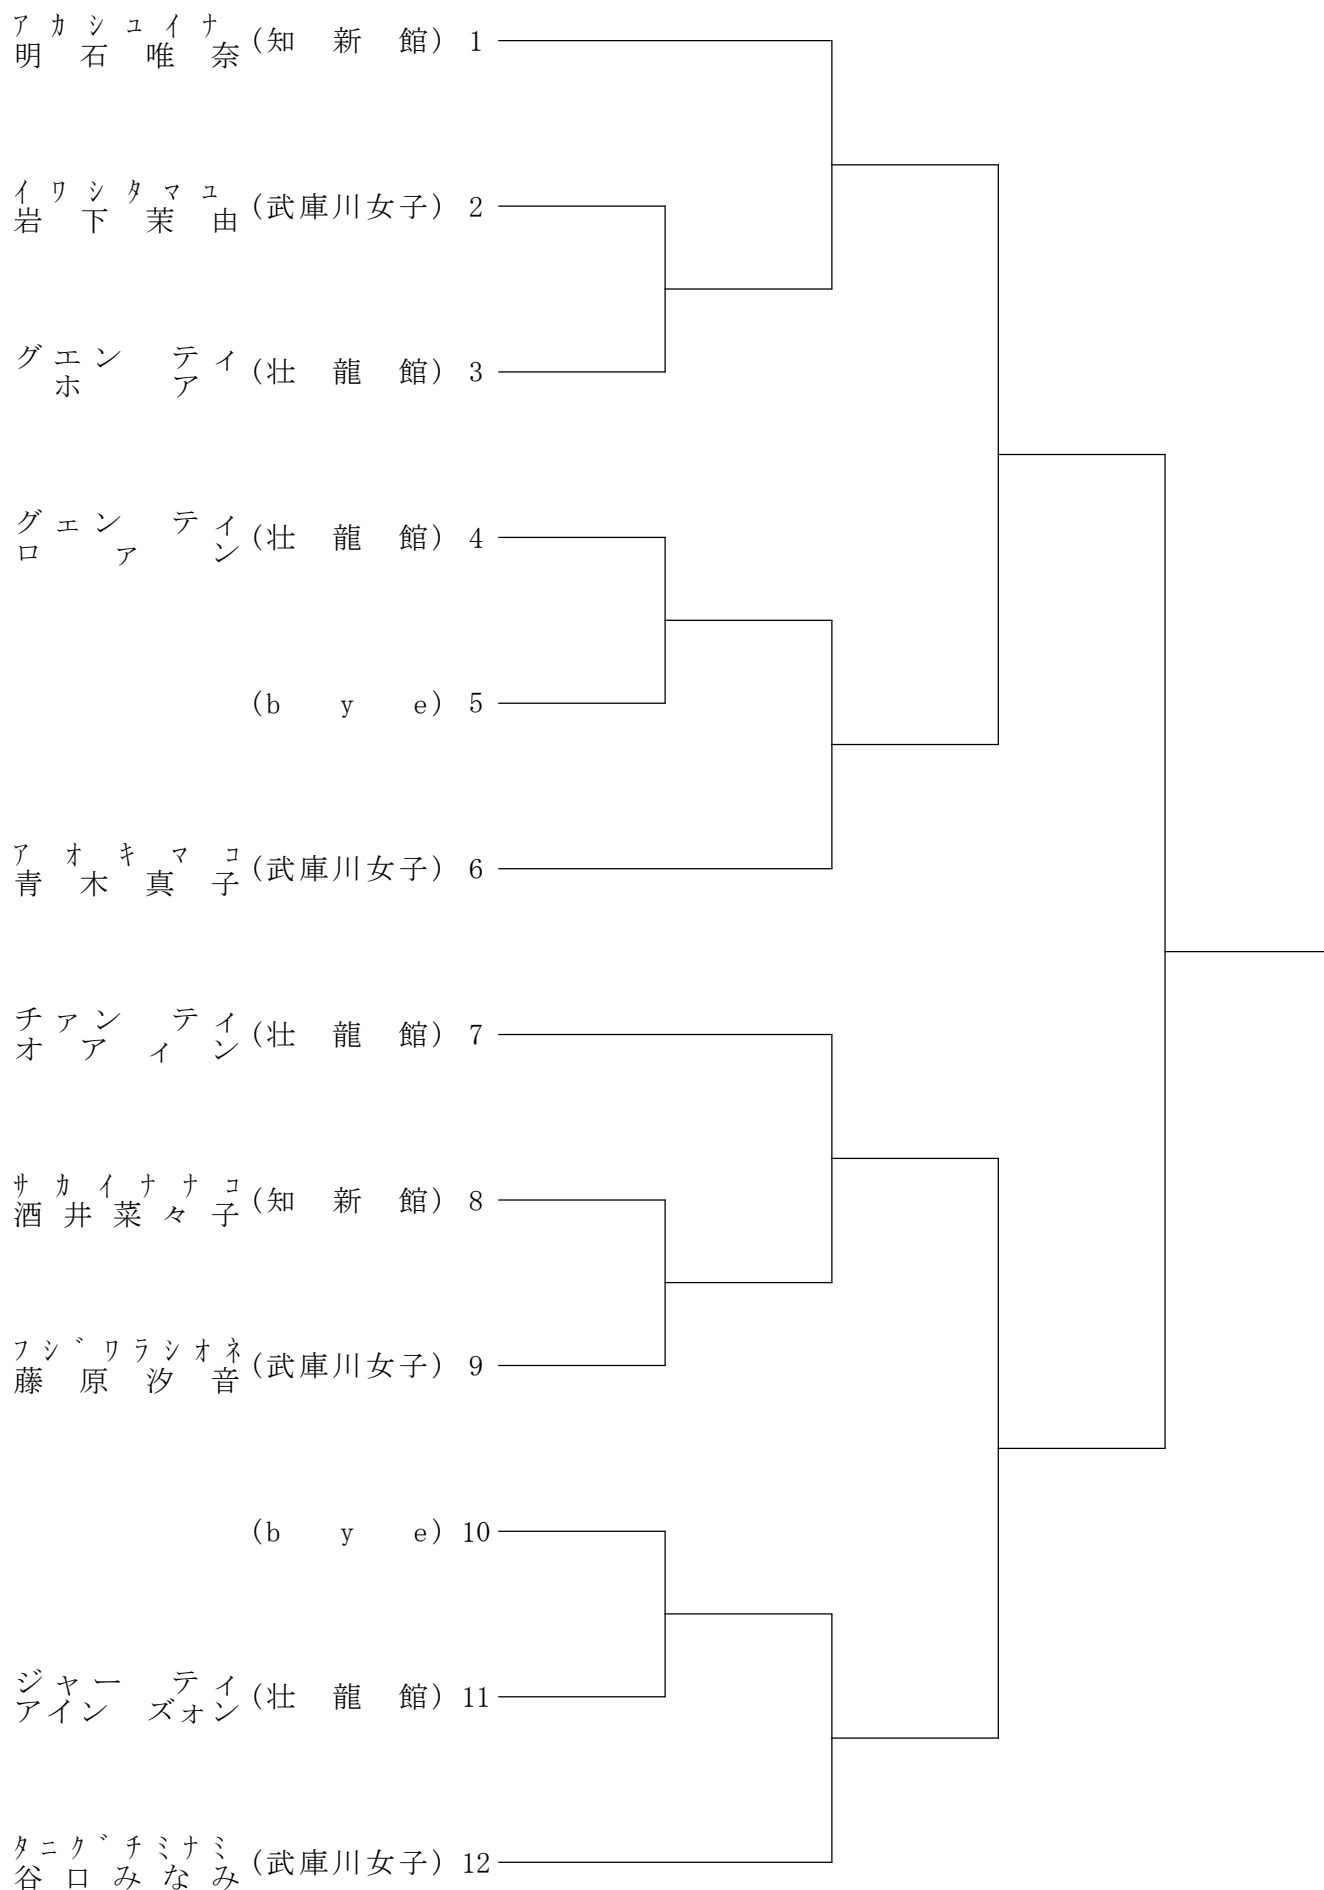 アカシユイナ
明石唯奈 (知新館) 1
イワシタマユ
岩下茉由 (武庫川女子) 2
グエン ティ
ホア (壮龍館) 3
グェン ティ
ロァン (壮龍館) 4
(bye) 5
アオキマコ
青木真子 (武庫川女子) 6
チァン ティ
オアィン (壮龍館) 7
サカイナナコ
酒井菜々子 (知新館) 8
フジワラシオネ
藤原汐音 (武庫川女子) 9
(bye) 10
ジャー ティ
アイン ズォン (壮龍館) 11
タニグチミナミ
谷口みなみ (武庫川女子) 12